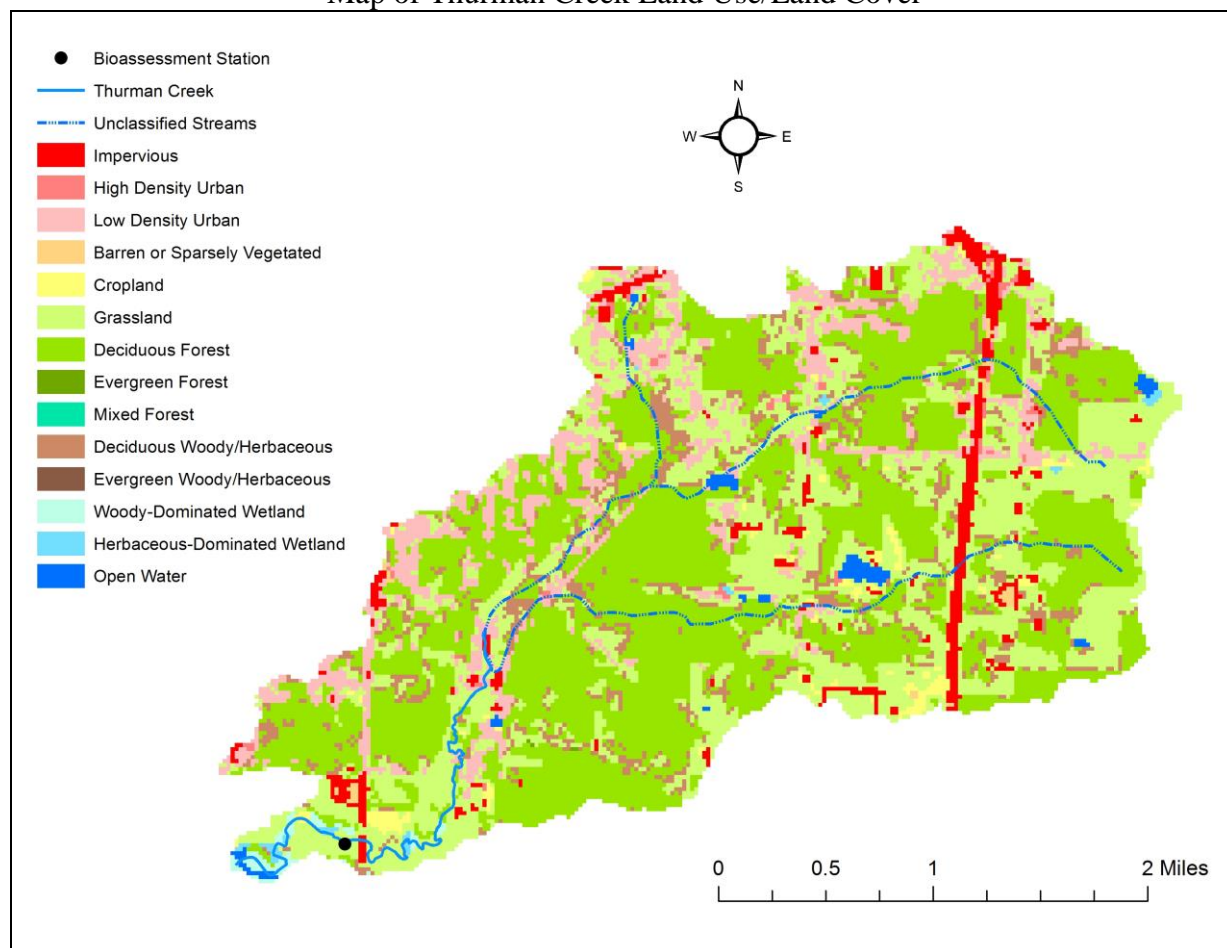 Map of Thurman Creek Land Use/Land Cover
Bioassessment Station
Thurman Creek
Unclassified Streams
Impervious
High Density Urban
Low Density Urban
Barren or Sparsely Vegetated
Cropland
Grassland
Deciduous Forest
Evergreen Forest
Mixed Forest
Deciduous Woody/Herbaceous
Evergreen Woody/Herbaceous
Woody-Dominated Wetland
Herbaceous-Dominated Wetland
Open Water
N
W E
S
0 0.5 1 2 Miles